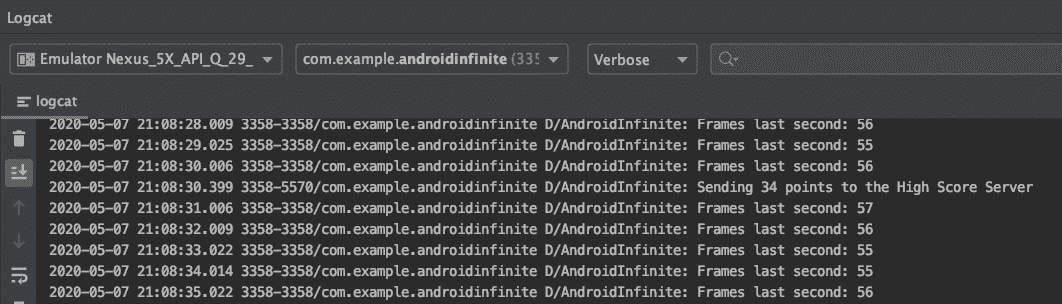 Logcat
Emulator Nexus_5X_API_Q_29_ com.example.androidinfinite (335 Verbose
logcat
2020-05-07 21:08:28.009 3358-3358/com.example.androidinfinite D/AndroidInfinite: Frames last second: 56
2020-05-07 21:08:29.025 3358-3358/com.example.androidinfinite D/AndroidInfinite: Frames last second: 55
2020-05-07 21:08:30.006 3358-3358/com.example.androidinfinite D/AndroidInfinite: Frames last second: 56
2020-05-07 21:08:30.399 3358-5570/com.example.androidinfinite D/AndroidInfinite: Sending 34 points to the High Score Server
2020-05-07 21:08:31.006 3358-3358/com.example.androidinfinite D/AndroidInfinite: Frames last second: 57
2020-05-07 21:08:32.009 3358-3358/com.example.androidinfinite D/AndroidInfinite: Frames last second: 56
2020-05-07 21:08:33.022 3358-3358/com.example.androidinfinite D/AndroidInfinite: Frames last second: 55
2020-05-07 21:08:34.014 3358-3358/com.example.androidinfinite D/AndroidInfinite: Frames last second: 55
2020-05-07 21:08:35.022 3358-3358/com.example.androidinfinite D/AndroidInfinite: Frames last second: 56